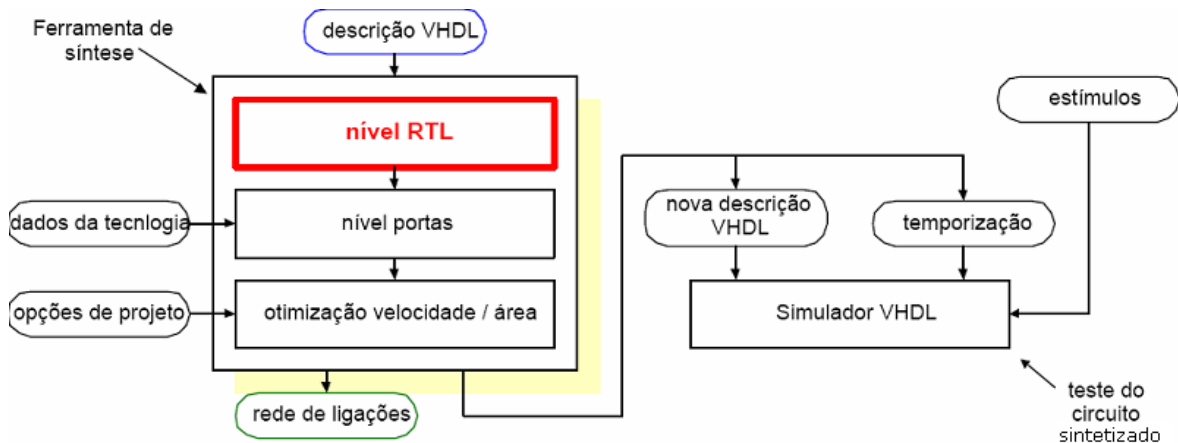 Ferramenta de
síntese
descrição VHDL
nível RTL
dados da tecnlogia
nível portas
opções de projeto
otimização velocidade / área
rede de ligações
nova descrição
VHDL
temporização
estímulos
Simulador VHDL
teste do
circuito
sintetizado